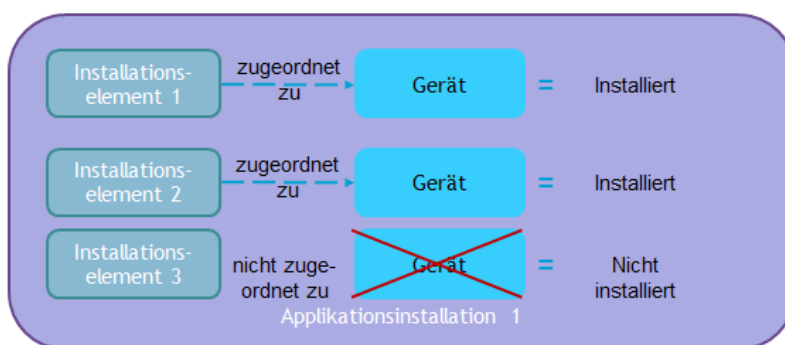 Installations-
element 1
zugeordnet
zu
Gerät
=
Installiert
Installations-
element 2
zugeordnet
zu
Gerät
=
Installiert
Installations-
element 3
nicht zuge-
ordnet zu
Gerät
=
Nicht
installiert
Applikationsinstallation 1